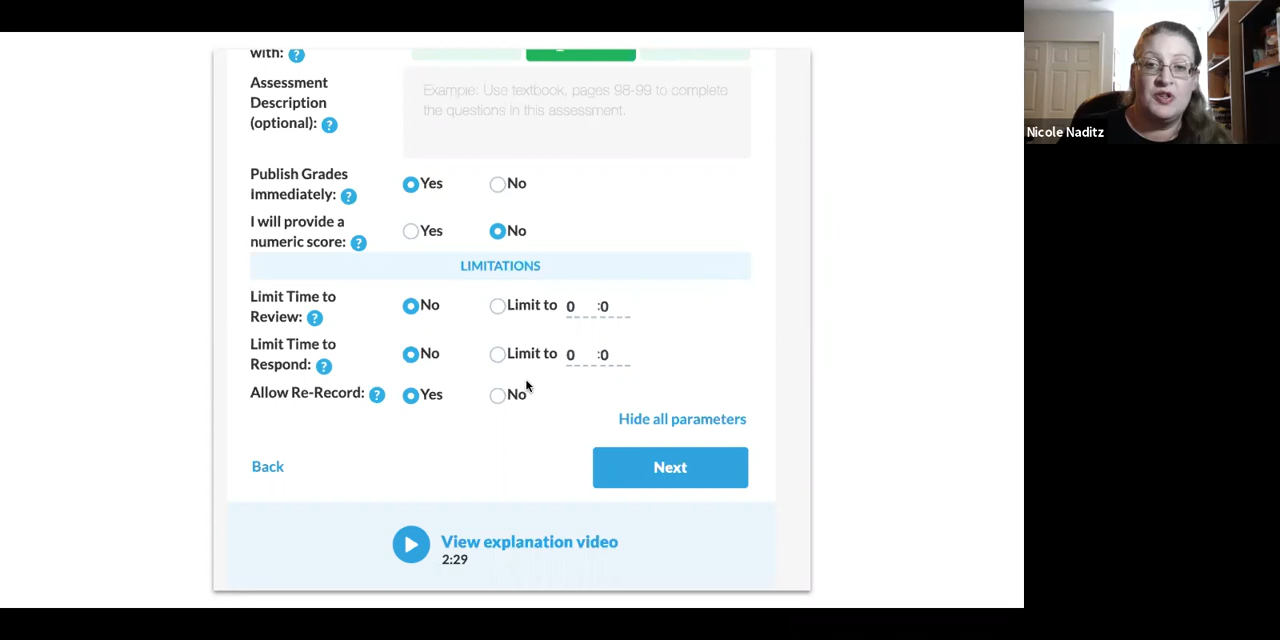 with: ?
Assessment
Description
(optional): ?
Example: Use textbook, pages 98-99 to complete
the questions in this assessment.
Publish Grades
Immediately: ?
Yes No
I will provide a
numeric score: ?
Yes No
LIMITATIONS
Limit Time to
Review: ?
No Limit to 0 :0
Limit Time to
Respond: ?
No Limit to 0 :0
Allow Re-Record: ? Yes No
Hide all parameters
Back Next
View explanation video
2:29
Nicole Naditz